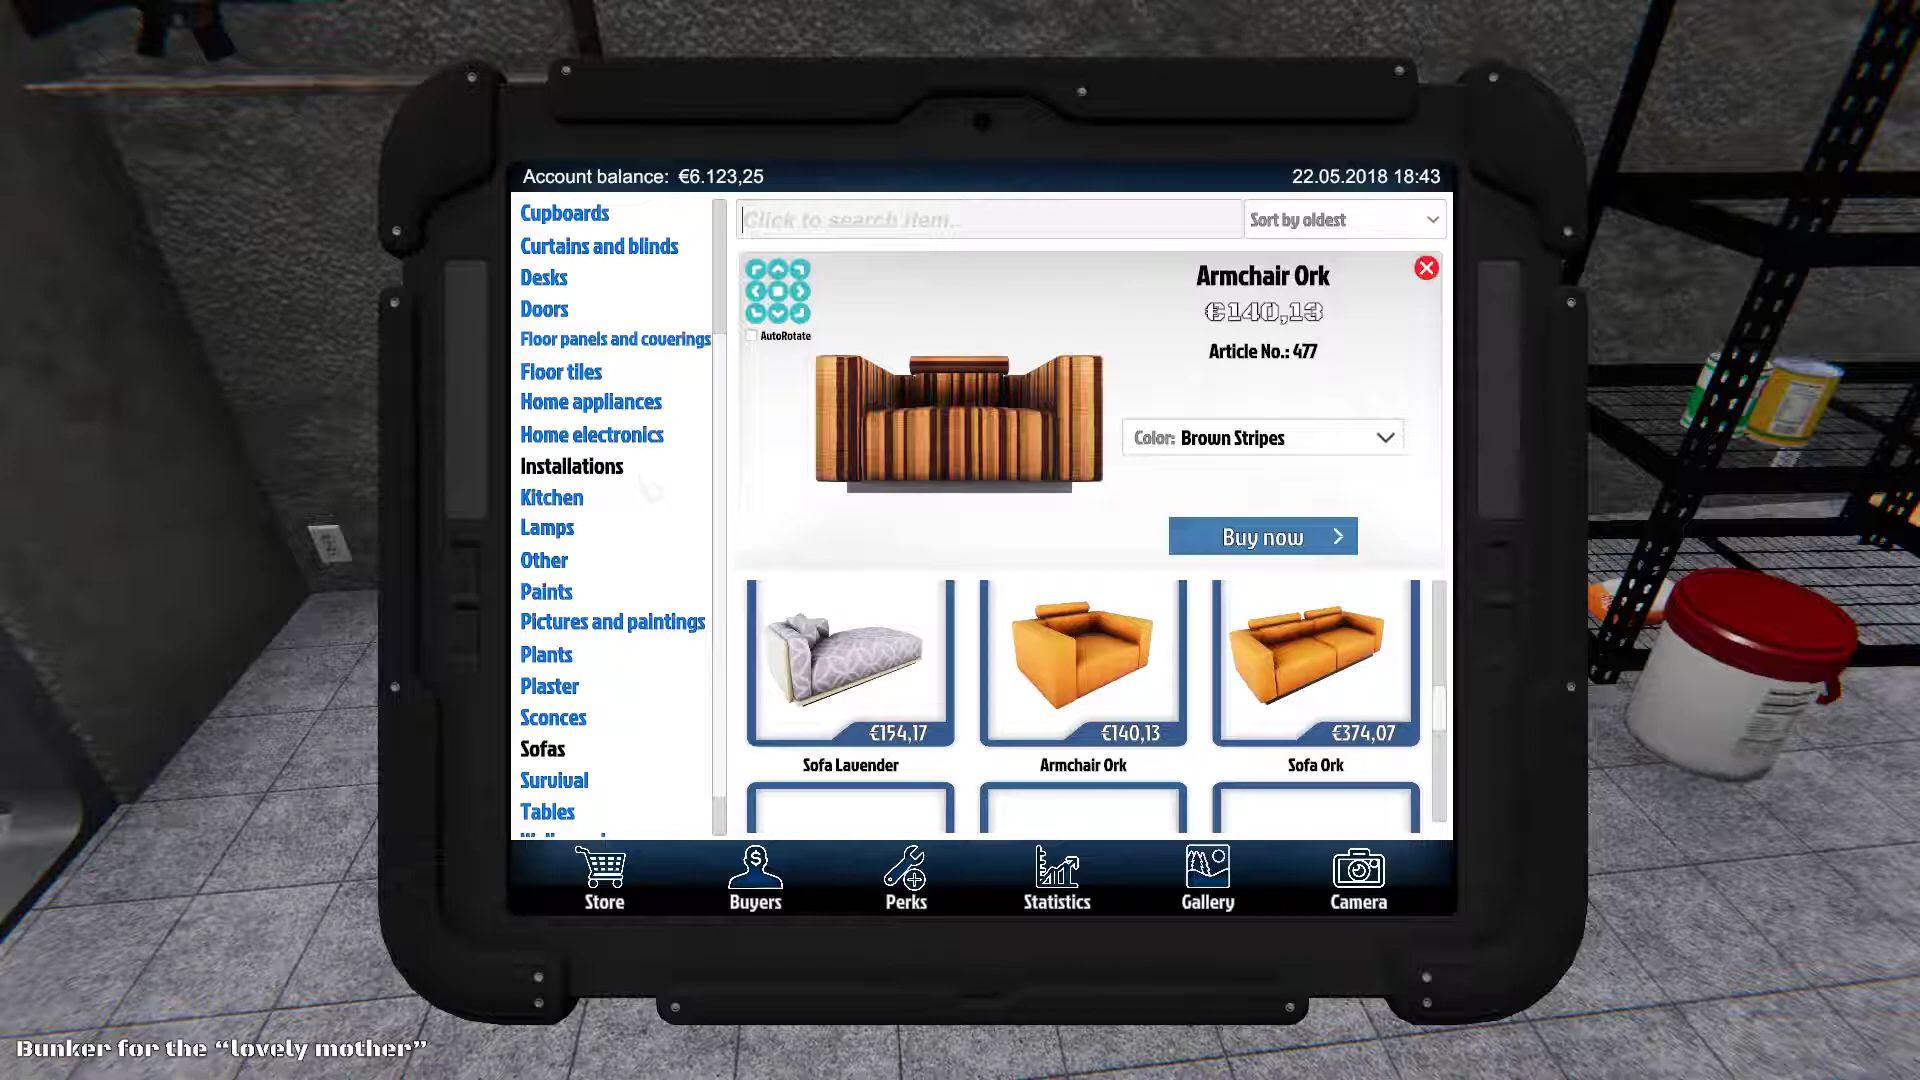 Account balance: €6.123,25
22.05.2018 18:43
Cupboards
Curtains and blinds
Desks
Doors
Floor panels and coverings
Floor tiles
Home appliances
Home electronics
Installations
Kitchen
Lamps
Other
Paints
Pictures and paintings
Plants
Plaster
Sconces
Sofas
Survival
Tables
Click to search item..
Sort by oldest
AutoRotate
Armchair Ork
€140,13
Article No.: 477
Color: Brown Stripes
Buy now
€154,17
€140,13
€374,07
Sofa Lavender
Armchair Ork
Sofa Ork
Store
Buyers
Perks
Statistics
Gallery
Camera
Bunker for the “lovely mother”